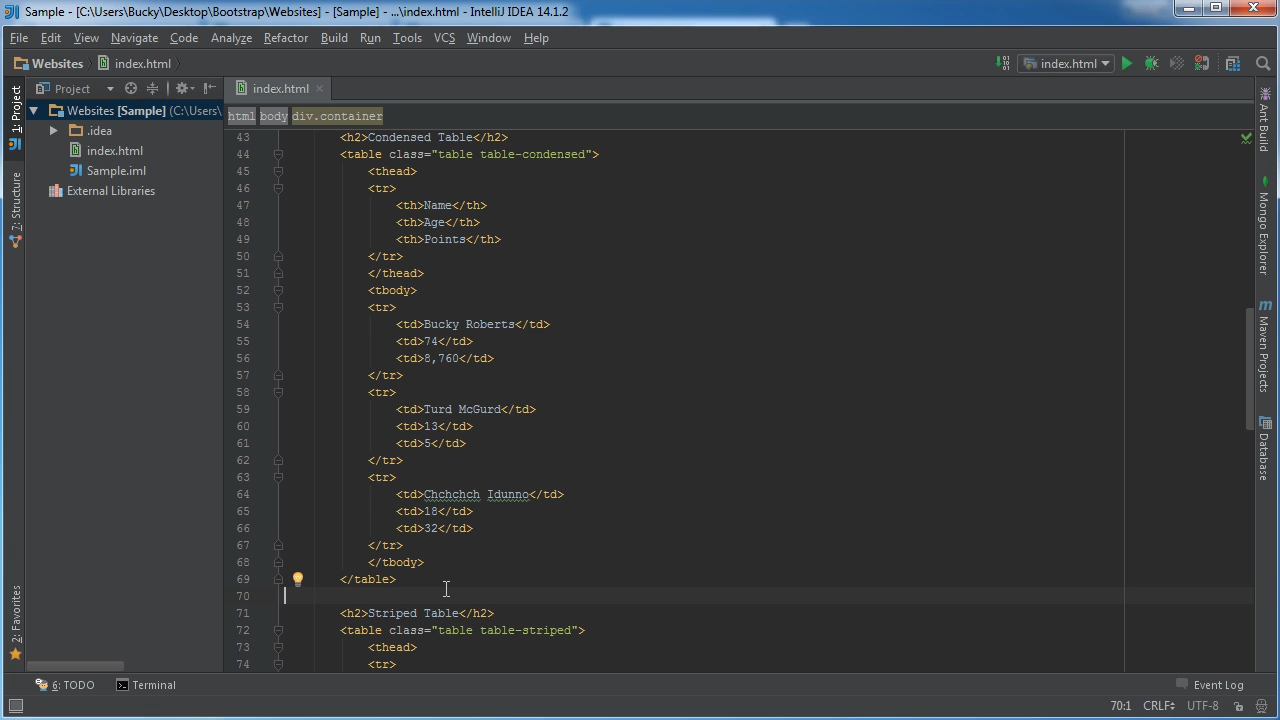 Sample - [C:\Users\Bucky\Desktop\Bootstrap\Websites] - [Sample] - ...\index.html - IntelliJ IDEA 14.1.2
File Edit View Navigate Code Analyze Refactor Build Run Tools VCS Window Help
Websites index.html index.html
Project index.html
1: Project
7: Structure
2: Favorites
Websites [Sample] (C:\Users\
.idea
index.html
Sample.iml
External Libraries
html body div.container
43 <h2>Condensed Table</h2>
44 <table class="table table-condensed">
45 <thead>
46 <tr>
47 <th>Name</th>
48 <th>Age</th>
49 <th>Points</th>
50 </tr>
51 </thead>
52 <tbody>
53 <tr>
54 <td>Bucky Roberts</td>
55 <td>74</td>
56 <td>8,760</td>
57 </tr>
58 <tr>
59 <td>Turd McGurd</td>
60 <td>13</td>
61 <td>5</td>
62 </tr>
63 <tr>
64 <td>Chchchch Idunno</td>
65 <td>18</td>
66 <td>32</td>
67 </tr>
68 </tbody>
69 </table>
70
71 <h2>Striped Table</h2>
72 <table class="table table-striped">
73 <thead>
74 <tr>
Ant Build
Mongo Explorer
m Maven Projects
Database
6: TODO Terminal Event Log
70:1 CRLF UTF-8